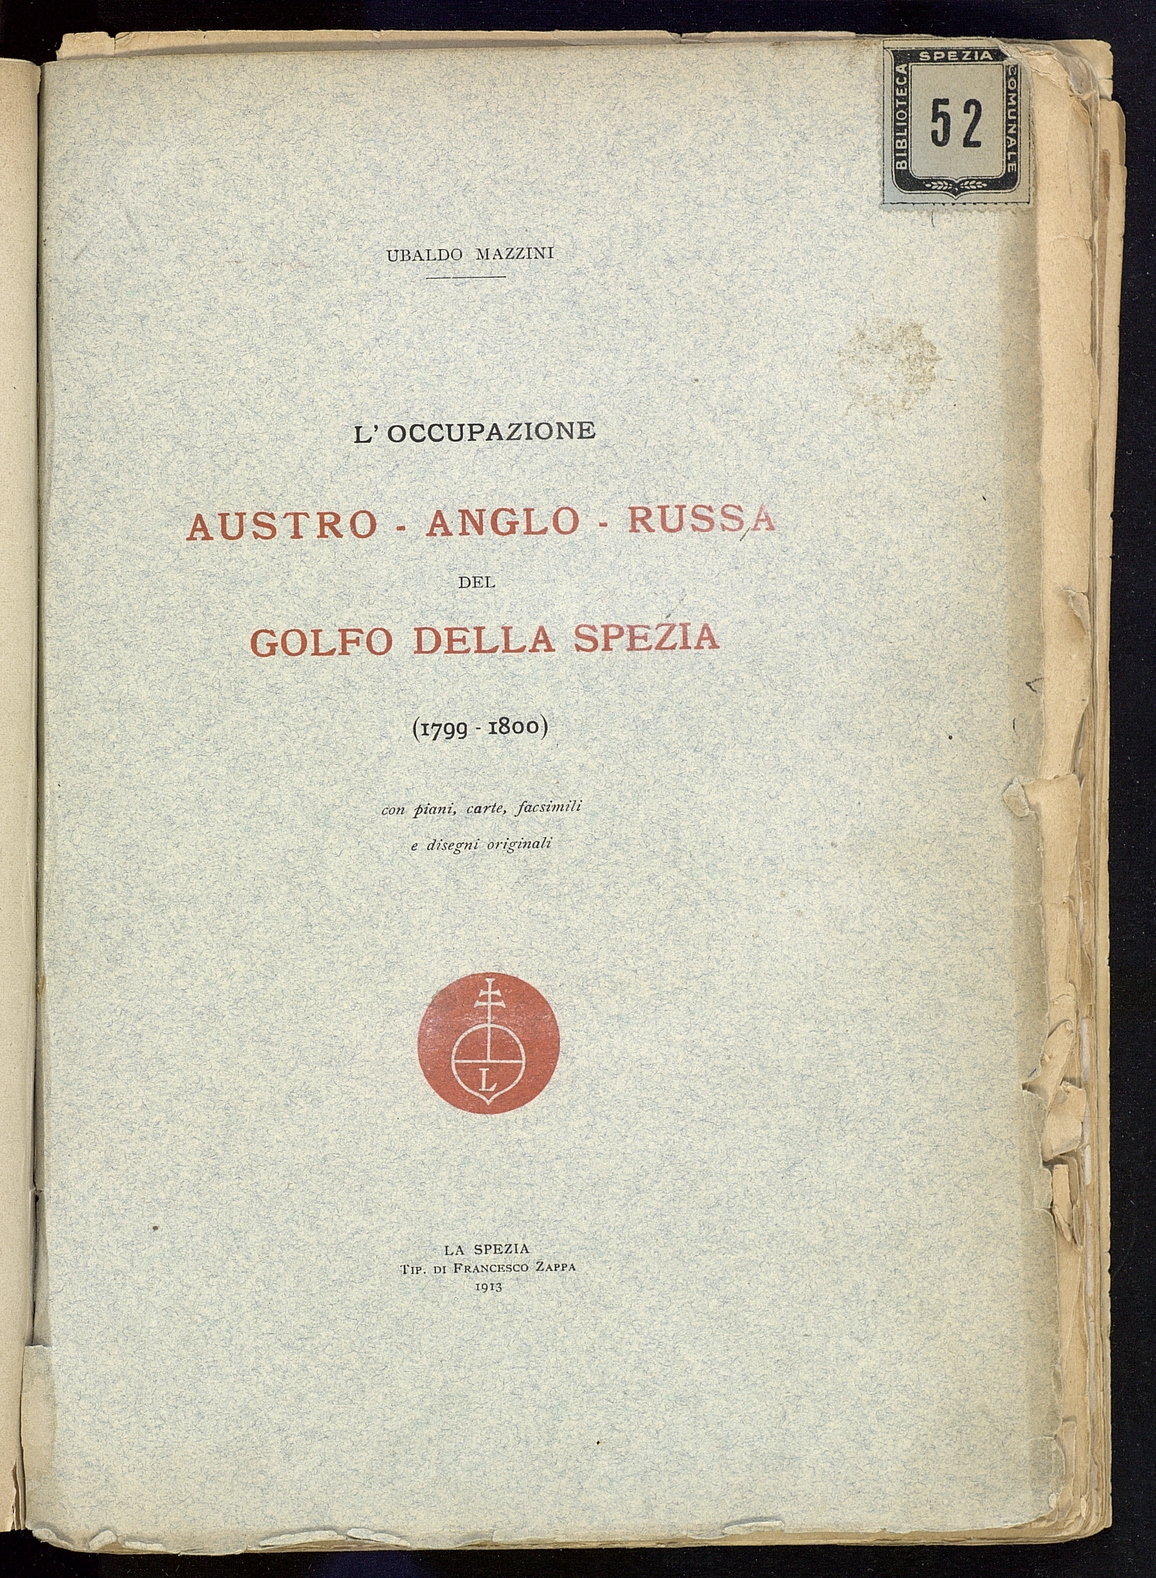 BIBLIOTECA SPEZIA COMUNALE
52
UBALDO MAZZINI
L' OCCUPAZIONE
AUSTRO - ANGLO - RUSSA
DEL
GOLFO DELLA SPEZIA
(1799 - 1800)
con piani, carte, facsimili
e disegni originali
L
LA SPEZIA
TIP. DI FRANCESCO ZAPPA
1913